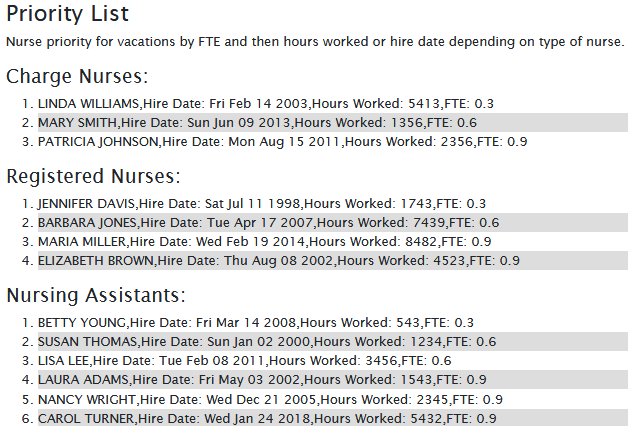 Priority List
Nurse priority for vacations by FTE and then hours worked or hire date depending on type of nurse.
Charge Nurses:
1. LINDA WILLIAMS,Hire Date: Fri Feb 14 2003,Hours Worked: 5413,FTE: 0.3
2. MARY SMITH,Hire Date: Sun Jun 09 2013,Hours Worked: 1356,FTE: 0.6
3. PATRICIA JOHNSON,Hire Date: Mon Aug 15 2011,Hours Worked: 2356,FTE: 0.9
Registered Nurses:
1. JENNIFER DAVIS,Hire Date: Sat Jul 11 1998,Hours Worked: 1743,FTE: 0.3
2. BARBARA JONES,Hire Date: Tue Apr 17 2007,Hours Worked: 7439,FTE: 0.6
3. MARIA MILLER,Hire Date: Wed Feb 19 2014,Hours Worked: 8482,FTE: 0.9
4. ELIZABETH BROWN,Hire Date: Thu Aug 08 2002,Hours Worked: 4523,FTE: 0.9
Nursing Assistants:
1. BETTY YOUNG,Hire Date: Fri Mar 14 2008,Hours Worked: 543,FTE: 0.3
2. SUSAN THOMAS,Hire Date: Sun Jan 02 2000,Hours Worked: 1234,FTE: 0.6
3. LISA LEE,Hire Date: Tue Feb 08 2011,Hours Worked: 3456,FTE: 0.6
4. LAURA ADAMS,Hire Date: Fri May 03 2002,Hours Worked: 1543,FTE: 0.9
5. NANCY WRIGHT,Hire Date: Wed Dec 21 2005,Hours Worked: 2345,FTE: 0.9
6. CAROL TURNER,Hire Date: Wed Jan 24 2018,Hours Worked: 5432,FTE: 0.9